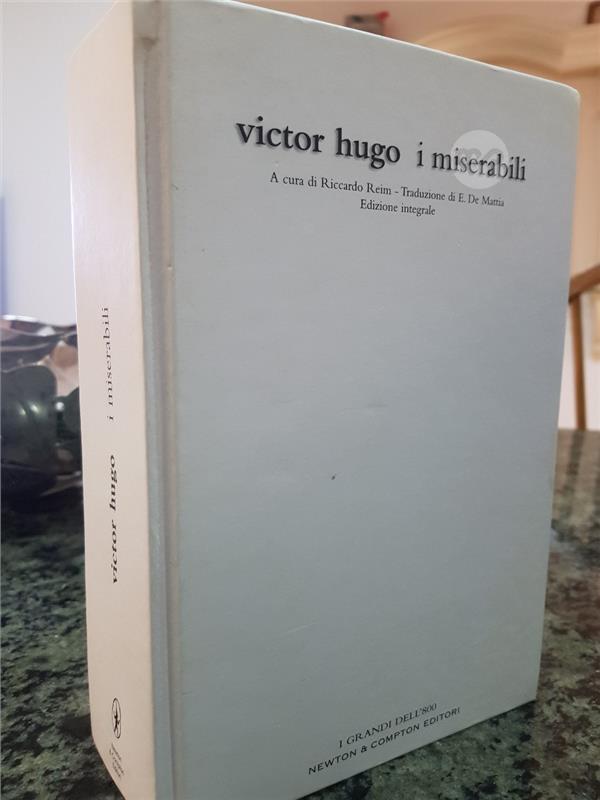 victor hugo i miserabili
A cura di Riccardo Reim - Traduzione di E. De Mattia
Edizione integrale
I GRANDI DELL'800
NEWTON & COMPTON EDITORI
victor hugo i miserabili